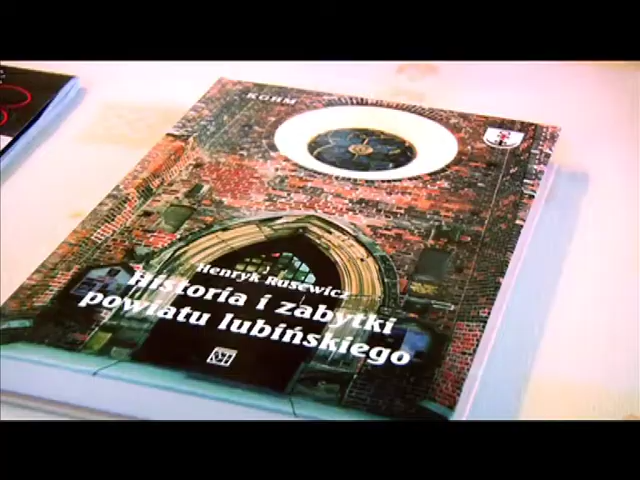 KGHM
Henryk Rusewicz
Historia i zabytki
powiatu lubińskiego